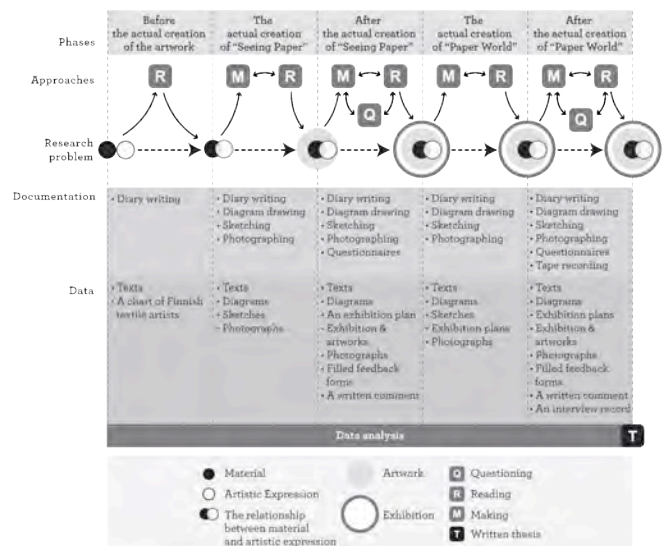 Phases
Before
the actual creation
of the artwork
The
actual creation
of "Seeing Paper"
After
the actual creation
of "Seeing Paper"
The
actual creation
of "Paper World"
After
the actual creation
of "Paper World"
Approaches
R
M R
M R
Q
M R
M R
Q
Research
problem
Documentation
• Diary writing
• Diary writing
• Diagram drawing
• Sketching
• Photographing
• Diary writing
• Diagram drawing
• Sketching
• Photographing
• Questionnaires
• Diary writing
• Diagram drawing
• Sketching
• Photographing
• Diary writing
• Diagram drawing
• Sketching
• Photographing
• Questionnaires
• Tape recording
Data
• Texts
• A chart of Finnish
textile artists
• Texts
• Diagrams
• Sketches
• Photographs
• Texts
• Diagrams
• An exhibition plan
• Exhibition &
artworks
• Photographs
• Filled feedback
forms
• A written comment
• Texts
• Diagrams
• Sketches
• Exhibition plans
• Photographs
• Texts
• Diagrams
• Exhibition plans
• Exhibition &
artworks
• Photographs
• Filled feedback
forms
• A written comment
• An interview record
Data analysis
T
Material
Artistic Expression
The relationship
between material
and artistic expression
Artwork
Exhibition
Q Questioning
R Reading
M Making
T Written thesis